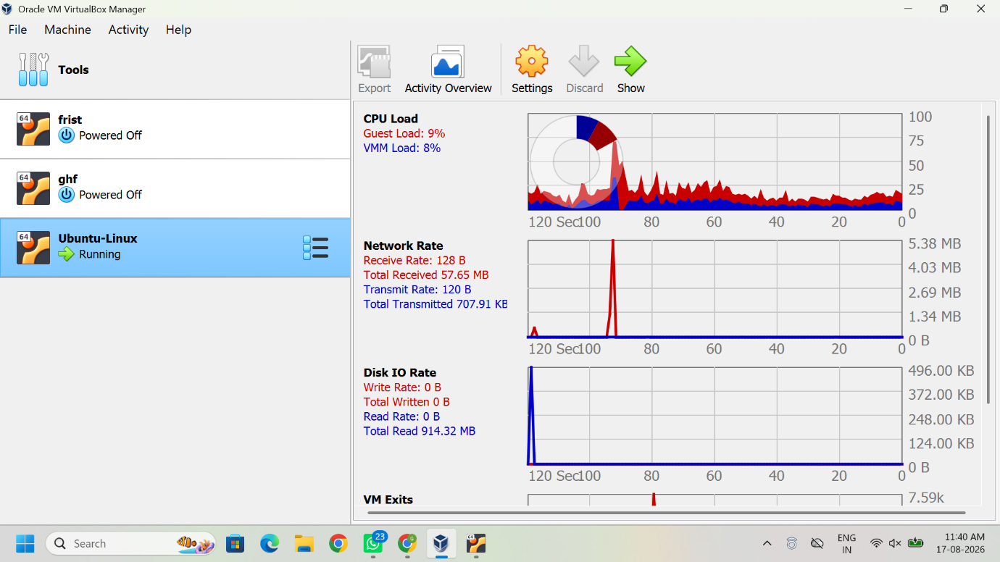 Oracle VM VirtualBox Manager
File Machine Activity Help
Tools
64
frist
Powered Off
64
ghf
Powered Off
64
Ubuntu-Linux
Running
Export Activity Overview Settings Discard Show
CPU Load
Guest Load: 9%
VMM Load: 8%
100
75
50
25
0
120 Sec 100 80 60 40 20 0
Network Rate
Receive Rate: 128 B
Total Received 57.65 MB
Transmit Rate: 120 B
Total Transmitted 707.91 KB
5.38 MB
4.03 MB
2.69 MB
1.34 MB
0 B
120 Sec 100 80 60 40 20 0
Disk IO Rate
Write Rate: 0 B
Total Written 0 B
Read Rate: 0 B
Total Read 914.32 MB
496.00 KB
372.00 KB
248.00 KB
124.00 KB
0 B
120 Sec 100 80 60 40 20 0
VM Exits
7.59k
Search
23
G
64
ENG
IN
11:40 AM
17-08-2026